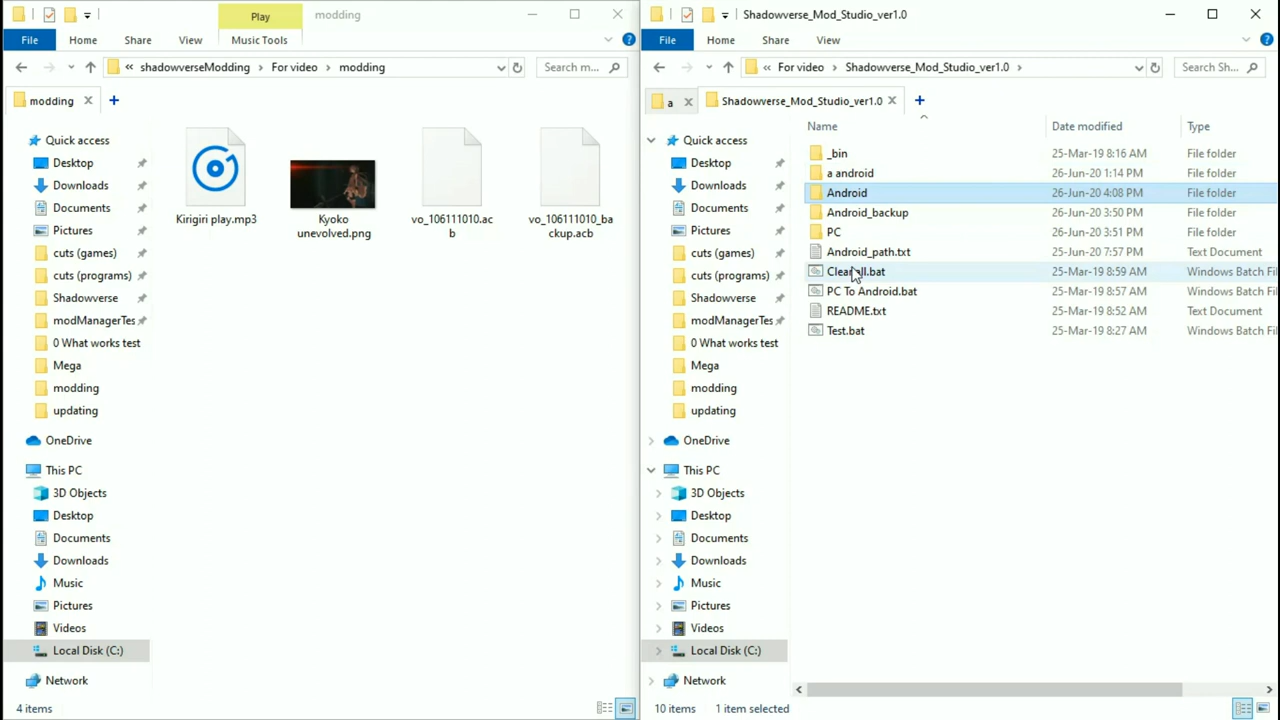 Play
modding
File
Home
Share
View
Music Tools
« shadowverseModding > For video > modding
Search m...
modding
Quick access
Desktop
Downloads
Documents
Pictures
cuts (games)
cuts (programs)
Shadowverse
modManagerTes
0 What works test
Mega
modding
updating
OneDrive
This PC
3D Objects
Desktop
Documents
Downloads
Music
Pictures
Videos
Local Disk (C:)
Network
Kirigiri play.mp3
Kyoko
unevolved.png
vo_106111010.ac
b
vo_106111010_ba
ckup.acb
4 items
Shadowverse_Mod_Studio_ver1.0
File
Home
Share
View
« For video > Shadowverse_Mod_Studio_ver1.0 >
Search Sh...
a
Shadowverse_Mod_Studio_ver1.0
Quick access
Desktop
Downloads
Documents
Pictures
cuts (games)
cuts (programs)
Shadowverse
modManagerTes
0 What works test
Mega
modding
updating
OneDrive
This PC
3D Objects
Desktop
Documents
Downloads
Music
Pictures
Videos
Local Disk (C:)
Network
Name Date modified Type
_bin 25-Mar-19 8:16 AM File folder
a android 26-Jun-20 1:14 PM File folder
Android 26-Jun-20 4:08 PM File folder
Android_backup 26-Jun-20 3:50 PM File folder
PC 26-Jun-20 3:51 PM File folder
Android_path.txt 25-Jun-20 7:57 PM Text Document
25-Mar-19 8:59 AM Windows Batch Fil
PC To Android.bat 25-Mar-19 8:57 AM Windows Batch Fil
README.txt 25-Mar-19 8:52 AM Text Document
Test.bat 25-Mar-19 8:27 AM Windows Batch Fil
10 items 1 item selected